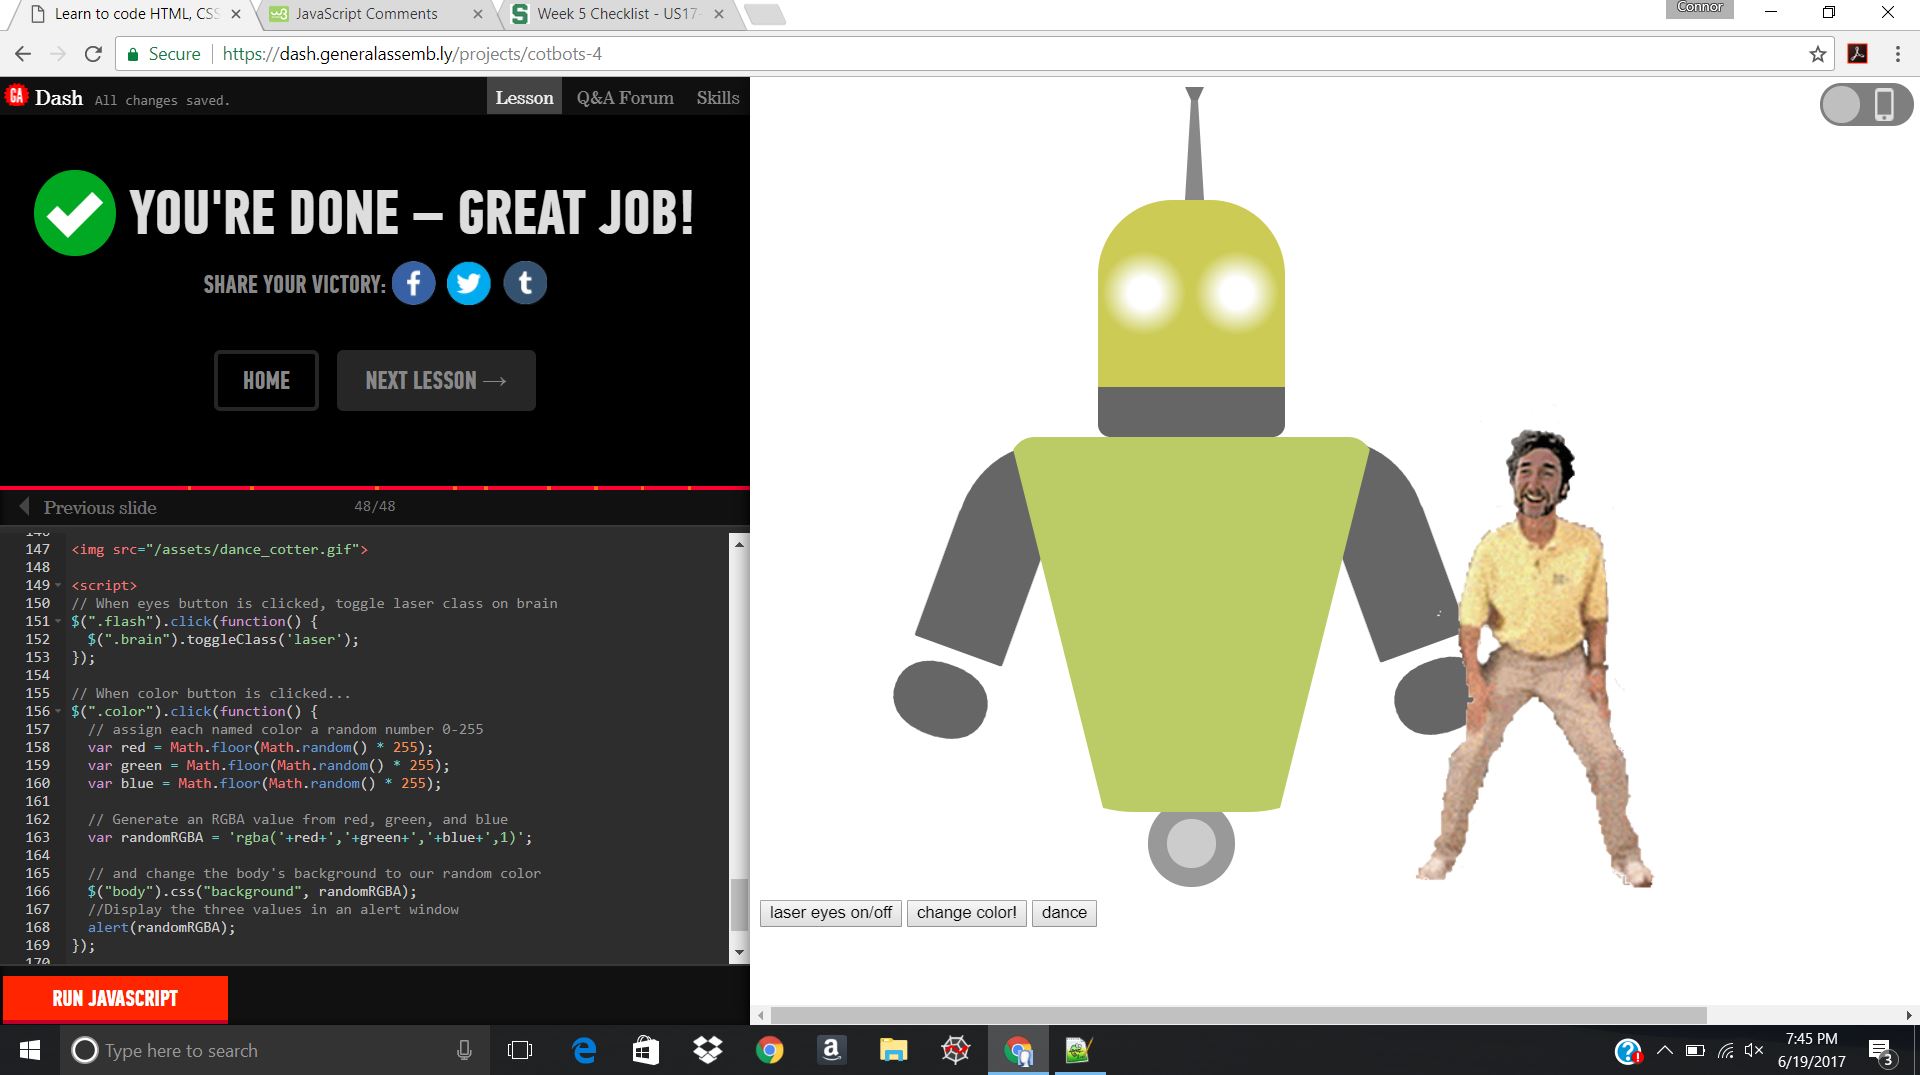 Learn to code HTML, CSS
JavaScript Comments
Week 5 Checklist - US17-
Connor
Secure
https://dash.generalassemb.ly/projects/cotbots-4
GA
Dash
All changes saved.
Lesson
Q&A Forum
Skills
YOU'RE DONE – GREAT JOB!
SHARE YOUR VICTORY:
HOME
NEXT LESSON →
Previous slide
48/48
147 <img src="/assets/dance_cotter.gif">
148
149 <script>
150 // When eyes button is clicked, toggle laser class on brain
151 $(".flash").click(function() {
152 $(".brain").toggleClass('laser');
153 });
154
155 // When color button is clicked...
156 $(".color").click(function() {
157 // assign each named color a random number 0-255
158 var red = Math.floor(Math.random() * 255);
159 var green = Math.floor(Math.random() * 255);
160 var blue = Math.floor(Math.random() * 255);
161
162 // Generate an RGBA value from red, green, and blue
163 var randomRGBA = 'rgba('+red+','+green+','+blue+',1)';
164
165 // and change the body's background to our random color
166 $("body").css("background", randomRGBA);
167 //Display the three values in an alert window
168 alert(randomRGBA);
169 });
170
RUN JAVASCRIPT
laser eyes on/off
change color!
dance
Type here to search
7:45 PM
6/19/2017
3